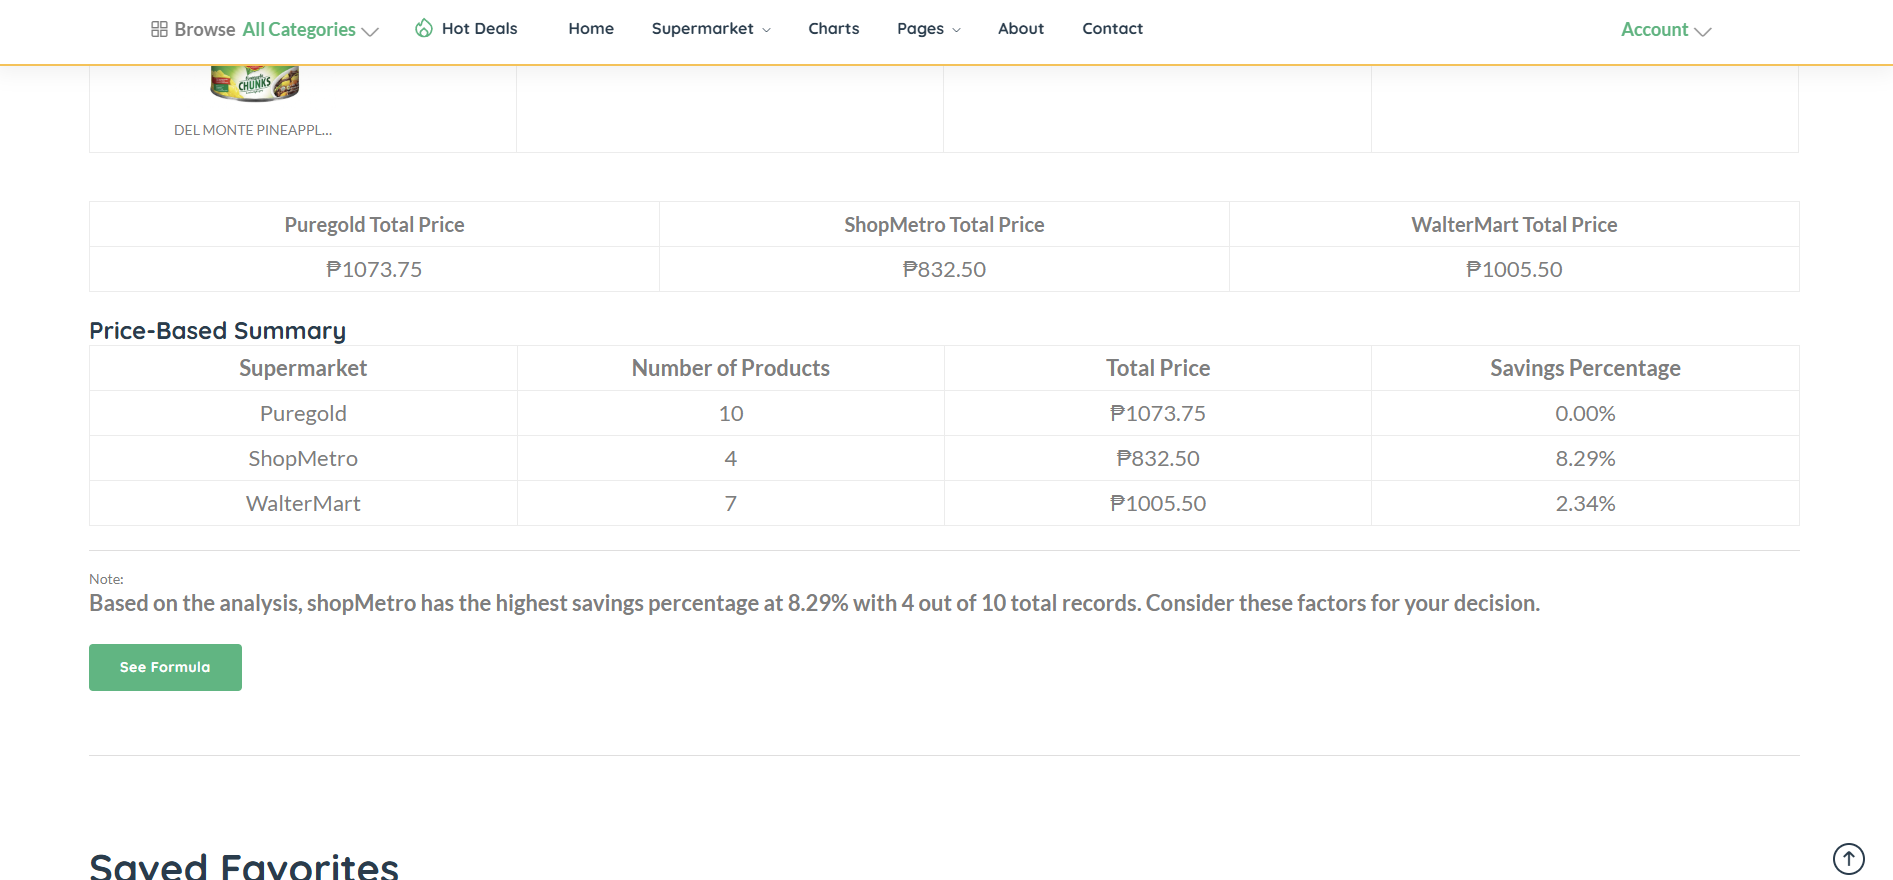 Browse All Categories Hot Deals Home Supermarket Charts Pages About Contact Account
CHUNKS
DEL MONTE PINEAPPL...
Puregold Total Price ShopMetro Total Price WalterMart Total Price
₱1073.75 ₱832.50 ₱1005.50
Price-Based Summary
Supermarket Number of Products Total Price Savings Percentage
Puregold 10 ₱1073.75 0.00%
ShopMetro 4 ₱832.50 8.29%
WalterMart 7 ₱1005.50 2.34%
Note:
Based on the analysis, shopMetro has the highest savings percentage at 8.29% with 4 out of 10 total records. Consider these factors for your decision.
See Formula
Saved Favorites